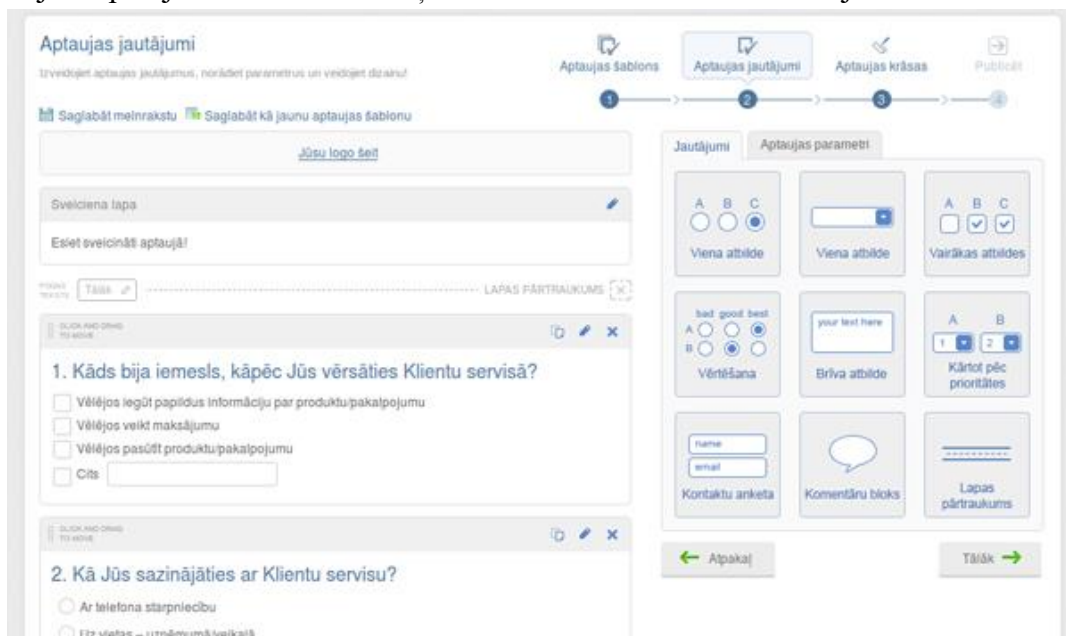 Aptaujas jautājumi
Izveidojiet aptaujas jautājumus, norādiet parametrus un veidojiet dizainu!
Aptaujas šablons
Aptaujas jautājumi
Aptaujas krāsas
Publicēt
1
2
3
4
Saglabāt melnrakstu
Saglabāt kā jaunu aptaujas šablonu
Jūsu logo šeit
Sveiciena lapa
Esiet sveicināti aptaujā!
Tālāk
LAPAS PĀRTRAUKUMS
CLICK AND DRAG
TO MOVE
1. Kāds bija iemesls, kāpēc Jūs vērsāties Klientu servisā?
Vēlējos iegūt papildus informāciju par produktu/pakalpojumu
Vēlējos veikt maksājumu
Vēlējos pasūtīt produktu/pakalpojumu
Cits
CLICK AND DRAG
TO MOVE
2. Kā Jūs sazinājāties ar Klientu servisu?
Ar telefona starpniecību
Uz vietas – uzņēmumā/veikalā
Jautājumi
Aptaujas parametri
A B C
Viena atbilde
Viena atbilde
A B C
Vairākas atbildes
bad good best
A
B
Vērtēšana
your text here
Brīva atbilde
A B
1 2
Kārtot pēc
prioritātes
name
email
Kontaktu anketa
Komentāru bloks
Lapas
pārtraukums
Atpakaļ
Tālāk